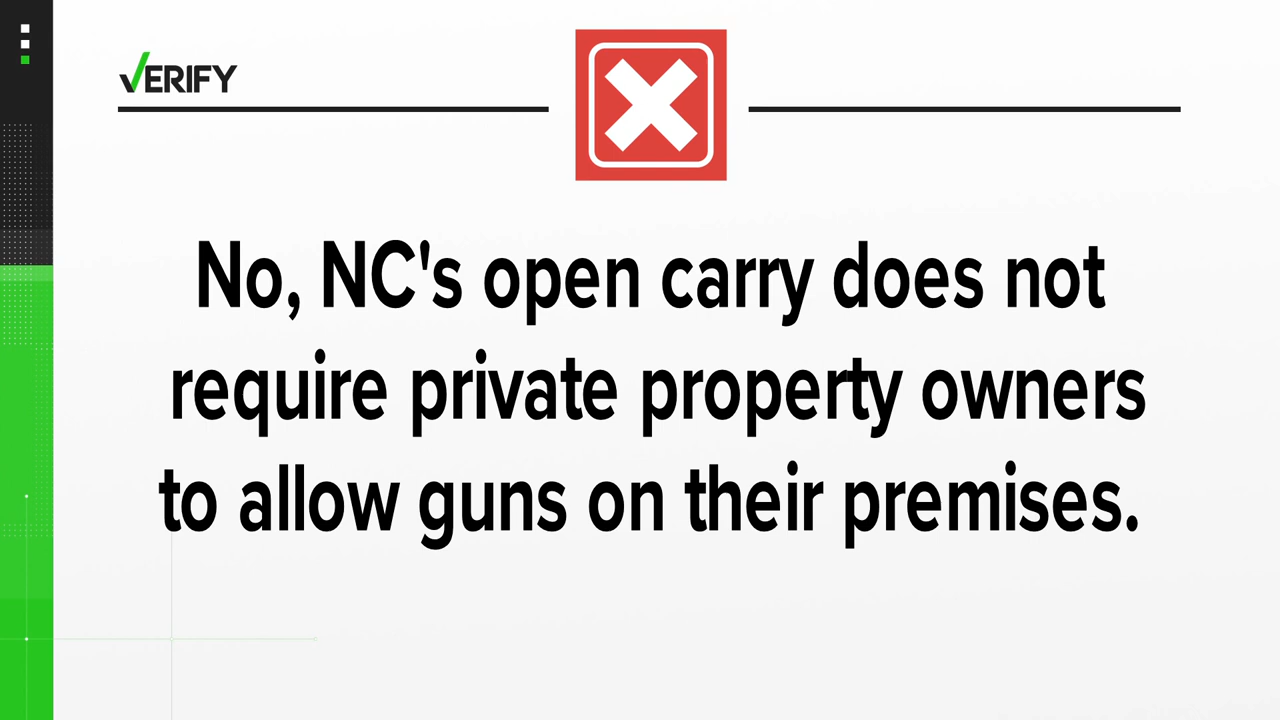 VERIFY
No, NC's open carry does not
require private property owners
to allow guns on their premises.